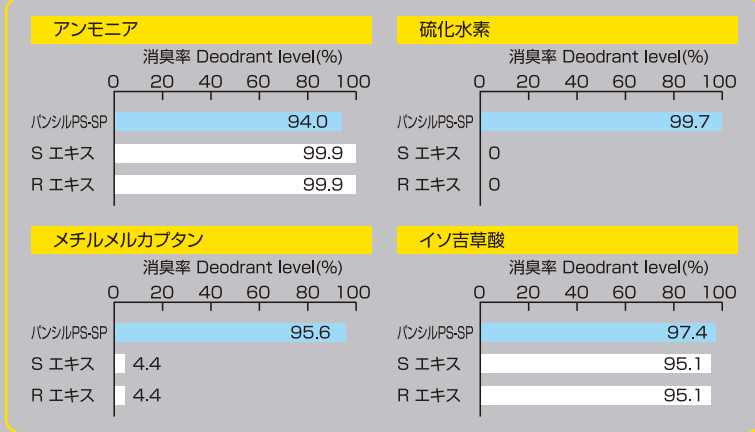 アンモニア
消臭率 Deodrant level(%)
0 20 40 60 80 100
パンシルPS-SP 94.0
S エキス 99.9
R エキス 99.9
硫化水素
消臭率 Deodrant level(%)
0 20 40 60 80 100
パンシルPS-SP 99.7
S エキス 0
R エキス 0
メチルメルカプタン
消臭率 Deodrant level(%)
0 20 40 60 80 100
パンシルPS-SP 95.6
S エキス 4.4
R エキス 4.4
イソ吉草酸
消臭率 Deodrant level(%)
0 20 40 60 80 100
パンシルPS-SP 97.4
S エキス 95.1
R エキス 95.1